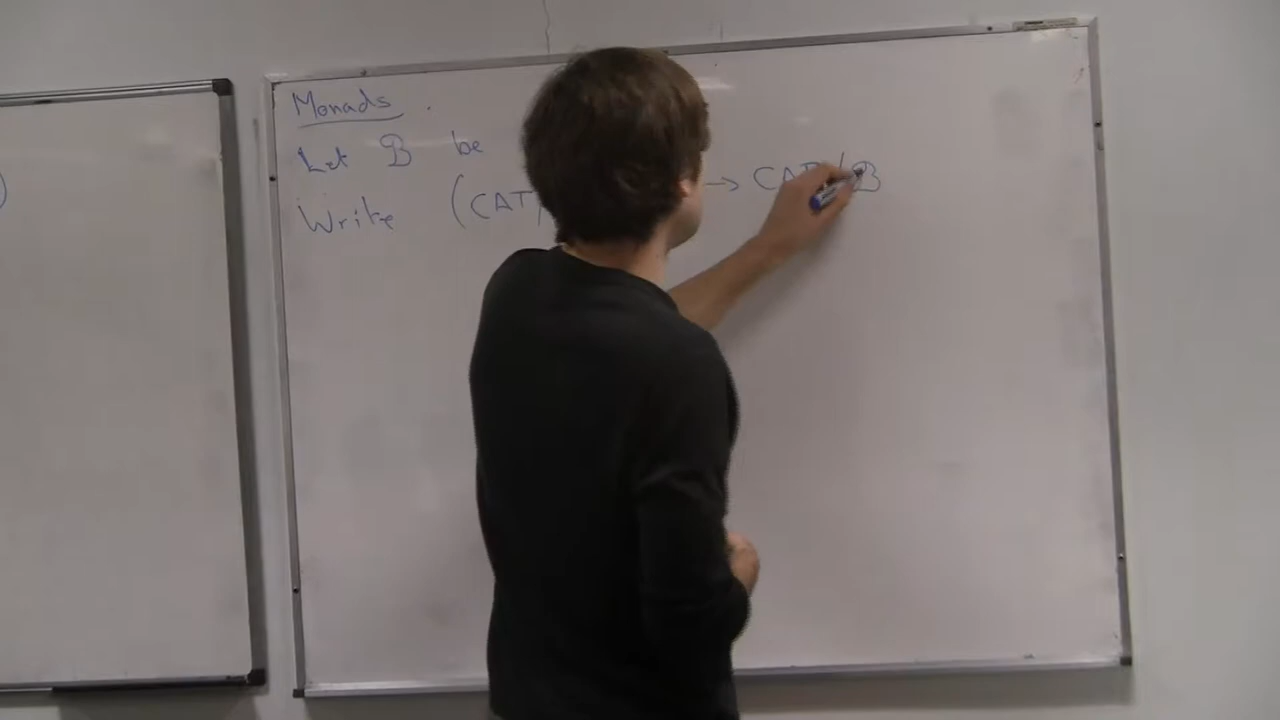 Monads.
Let B be
Write (CAT → CAT/B